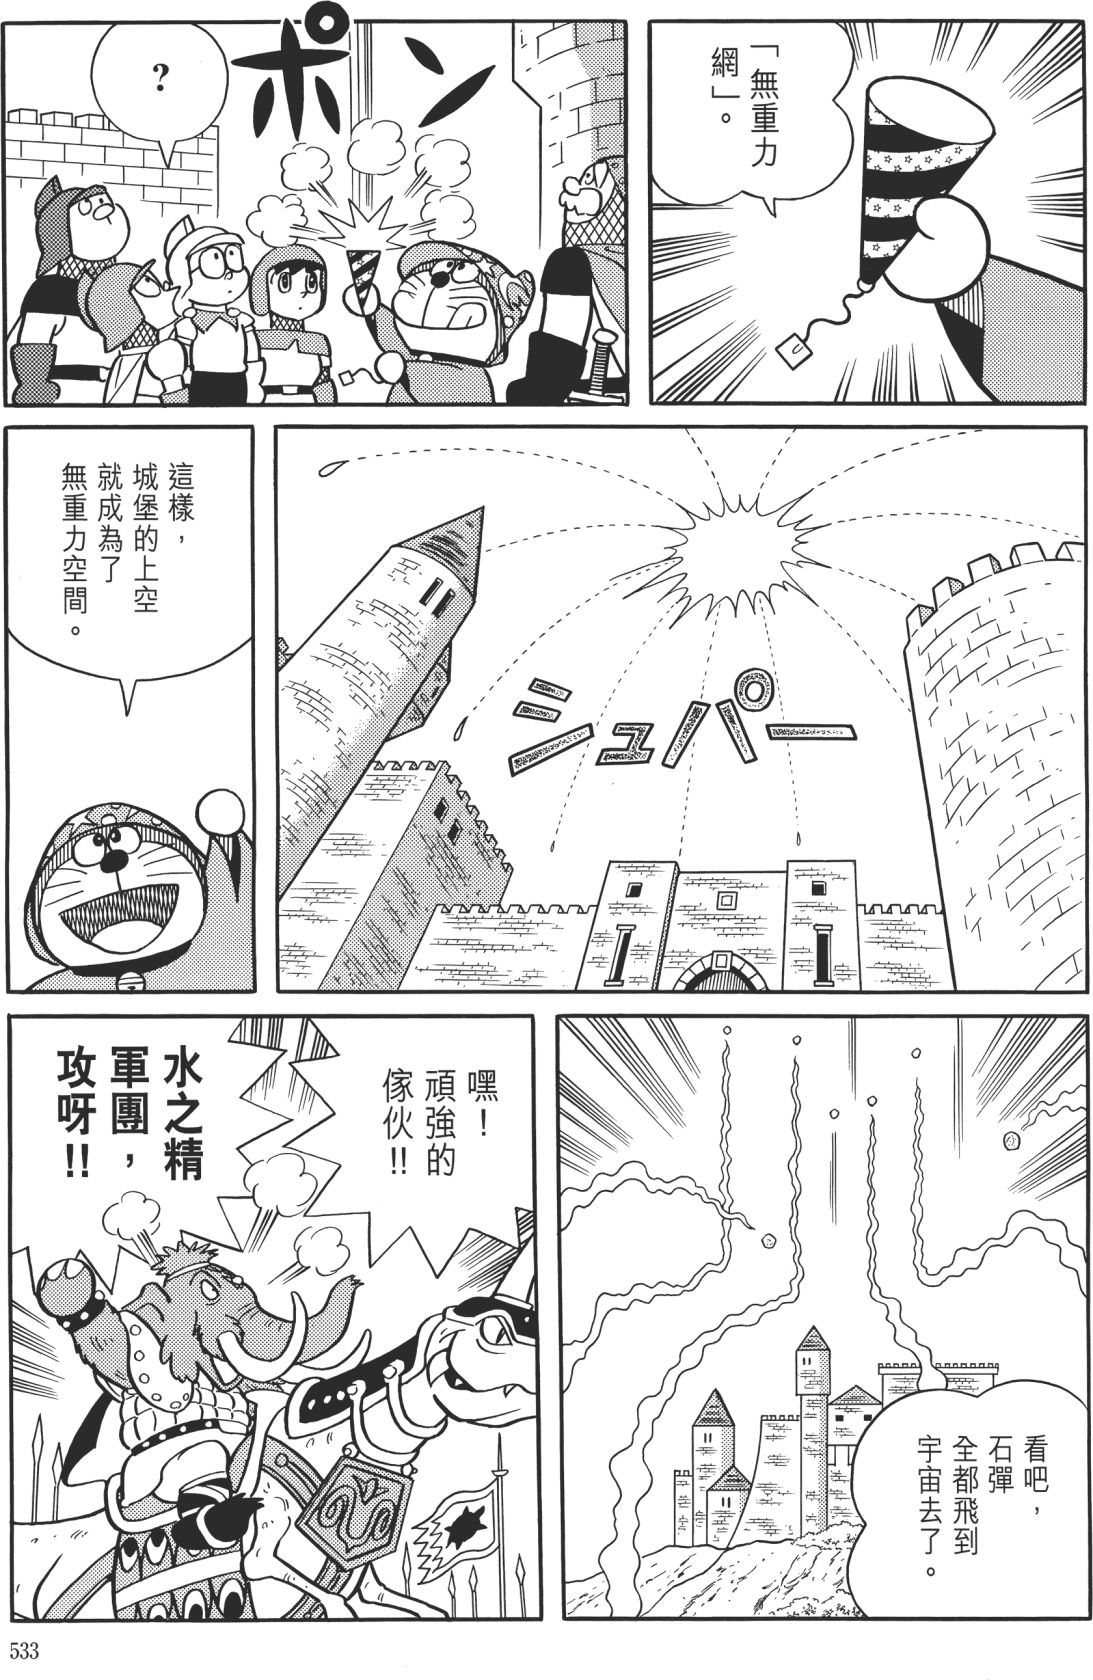 「無重力
網」。
ポン
?
シュパー
這樣，
城堡的上空
就成為了
無重力空間。
看吧，
石彈
全都飛到
宇宙去了。
嘿！
頑強的
傢伙!!
水之精
軍團，
攻呀!!
533